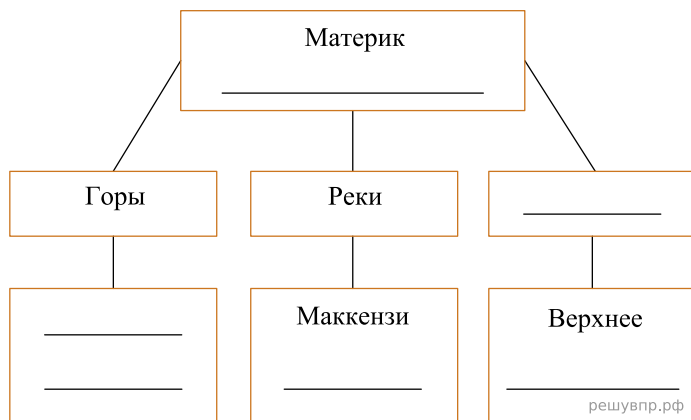 Материк
Горы
Реки
Маккензи
Верхнее
решувпр.рф